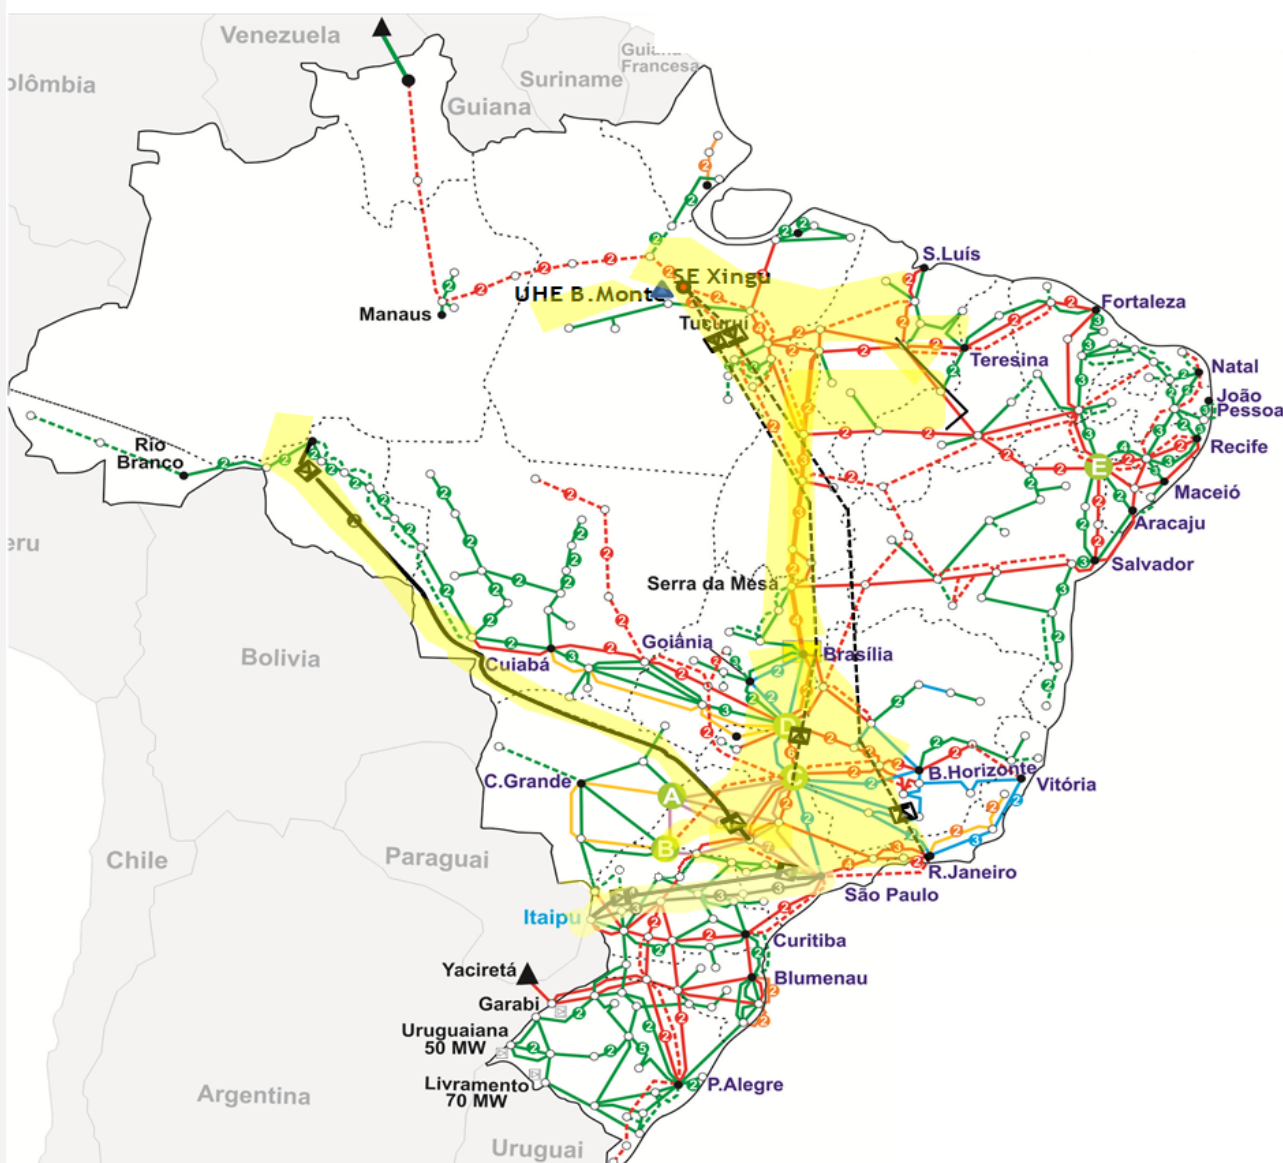 Venezuela
Guiana
Francesa
Suriname
olômbia
Guiana
S.Luís
SE Xingu
UHE B.Monte
Manaus
Tucuruí
Fortaleza
Teresina
Natal
João
Pessoa
Rio
Branco
Recife
E
Maceió
Aracaju
eru
Salvador
Serra da Mesa
Bolivia
Goiânia
Brasília
Cuiabá
D
C.Grande
A
B.Horizonte
Vitória
B
Chile
Paraguai
R.Janeiro
São Paulo
Itaipu
Curitiba
Yaciretá
Blumenau
Garabi
Uruguaiana
50 MW
Livramento
70 MW
P.Alegre
Argentina
Uruguai